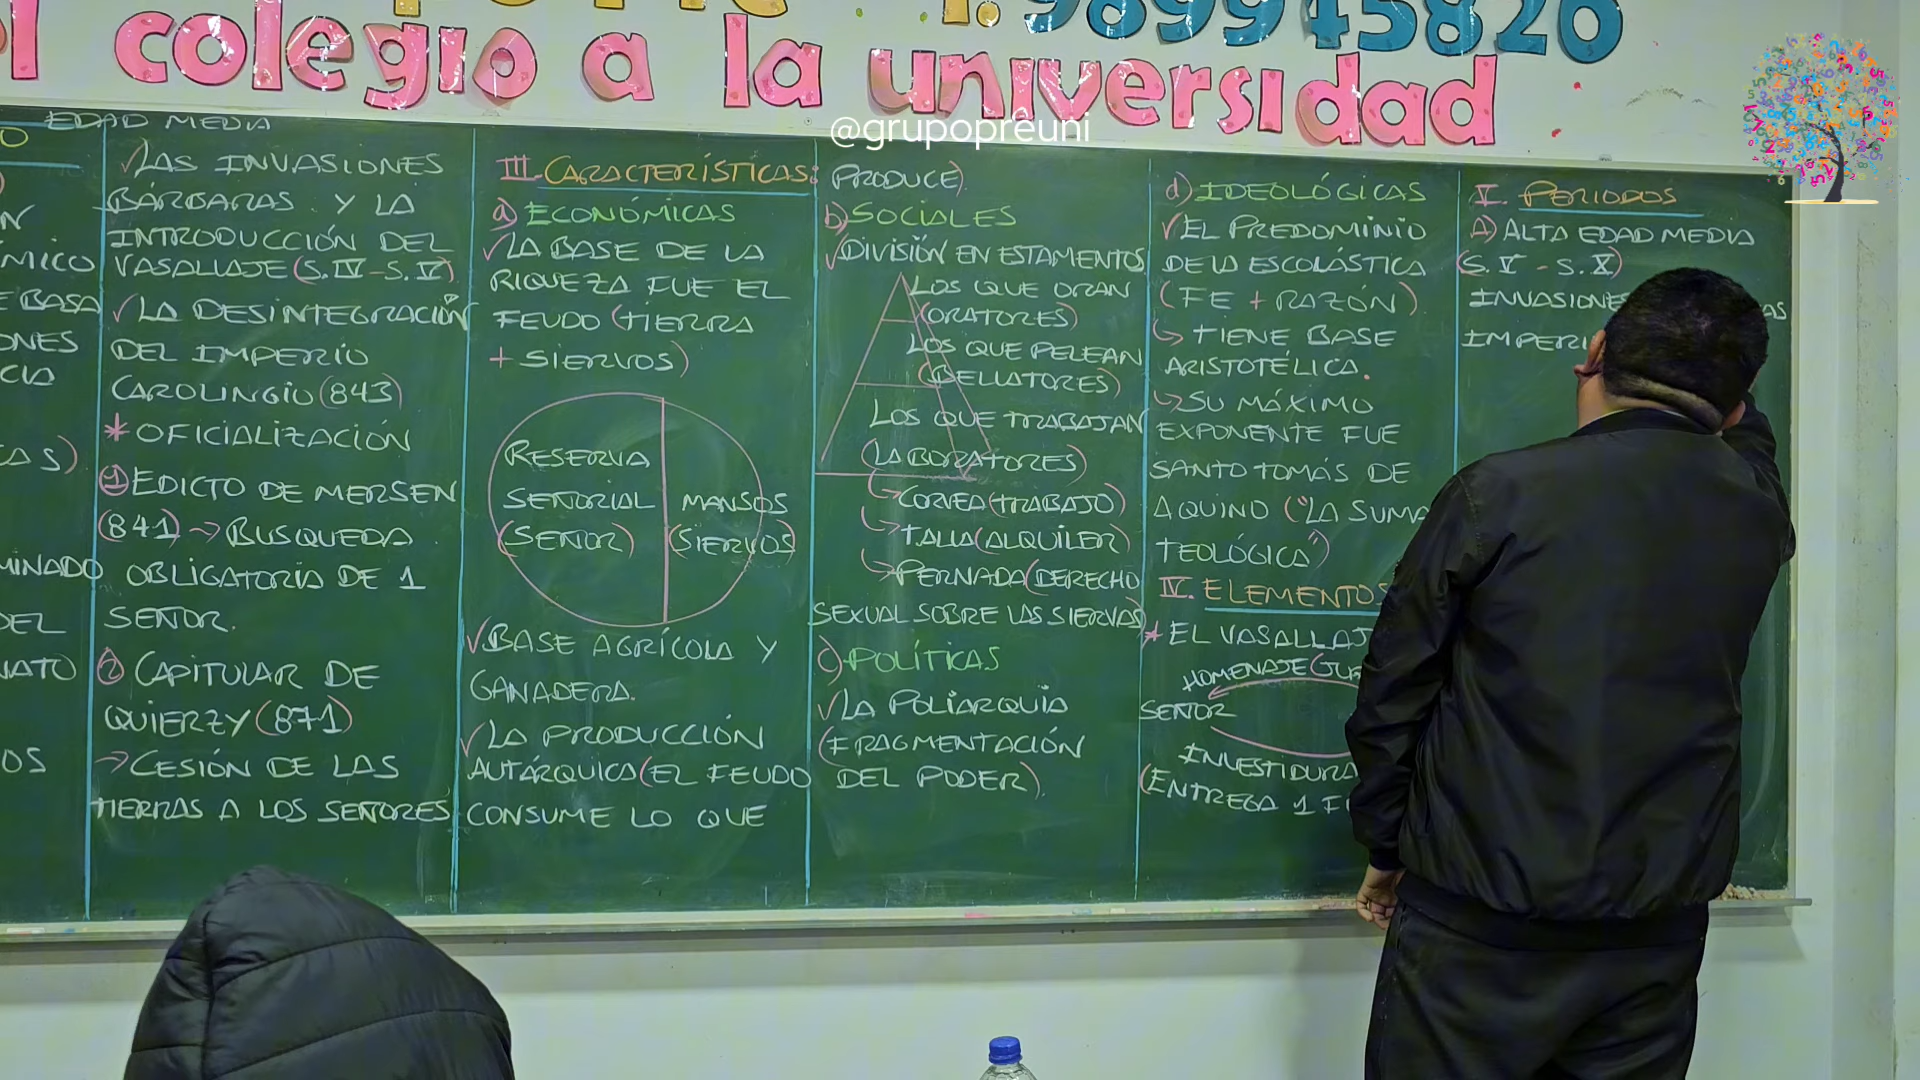 989945820
el colegio a la universidad
@grupopreuni
EDAD MEDIA
✓LAS INVASIONES
BÁRBARAS Y LA
INTRODUCCIÓN DEL
VASALLAJE (S.IV-S.V)
✓LA DESINTEGRACIÓN
DEL IMPERIO
CAROLINGIO (843)
* OFICIALIZACIÓN
① EDICTO DE MERSEN
(841) → BUSQUEDA
OBLIGATORIA DE 1
SEÑOR.
② CAPITULAR DE
QUIERZY (871)
→ CESIÓN DE LAS
TIERRAS A LOS SEÑORES
III. CARACTERÍSTICAS:
a) ECONÓMICAS
✓LA BASE DE LA
RIQUEZA FUE EL
FEUDO (TIERRA
+ SIERVOS)
RESERVA
SEÑORIAL
(SEÑOR)
MANSOS
(SIERVOS)
✓BASE AGRÍCOLA Y
GANADERA.
✓LA PRODUCCIÓN
AUTÁRQUICA (EL FEUDO
CONSUME LO QUE
PRODUCE).
b) SOCIALES
✓DIVISIÓN EN ESTAMENTOS
LOS QUE ORAN
(ORATORES)
LOS QUE PELEAN
(BELLATORES)
LOS QUE TRABAJAN
(LABORATORES)
↳ CORVEA (TRABAJO)
↳ TALLA (ALQUILER)
↳ PERNADA (DERECHO
SEXUAL SOBRE LAS SIERVAS)
c) POLÍTICAS
✓LA POLIARQUIA
(FRAGMENTACIÓN
DEL PODER).
d) IDEOLÓGICAS
✓EL PREDOMINIO
DE LA ESCOLÁSTICA
(FE + RAZÓN)
↳ TIENE BASE
ARISTOTÉLICA.
↳ SU MÁXIMO
EXPONENTE FUE
SANTO TOMÁS DE
AQUINO ("LA SUMA
TEOLÓGICA")
IV. ELEMENTOS
* EL VASALLAJ
HOMENAJE (JU
SEÑOR
INVESTIDURA
(ENTREGA 1 F
V. PERIODOS
A) ALTA EDAD MEDIA
(S. V - S. X)
INVASIONES
IMPERI